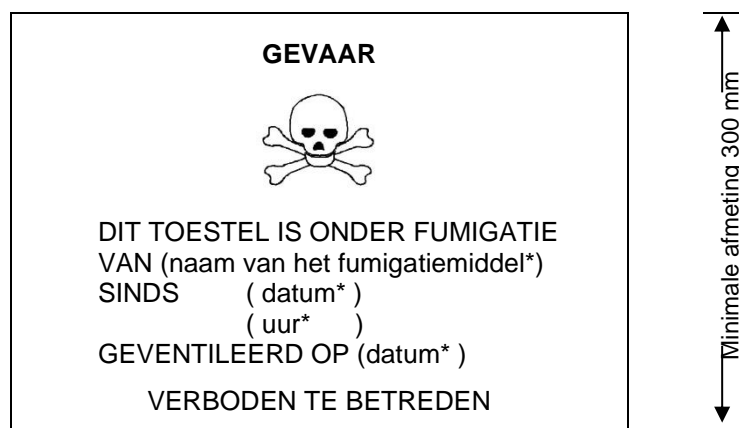 GEVAAR
DIT TOESTEL IS ONDER FUMIGATIE
VAN (naam van het fumigatiemiddel*)
SINDS ( datum* )
( uur* )
GEVENTILEERD OP (datum* )
VERBODEN TE BETREDEN
Minimale afmeting 300 mm